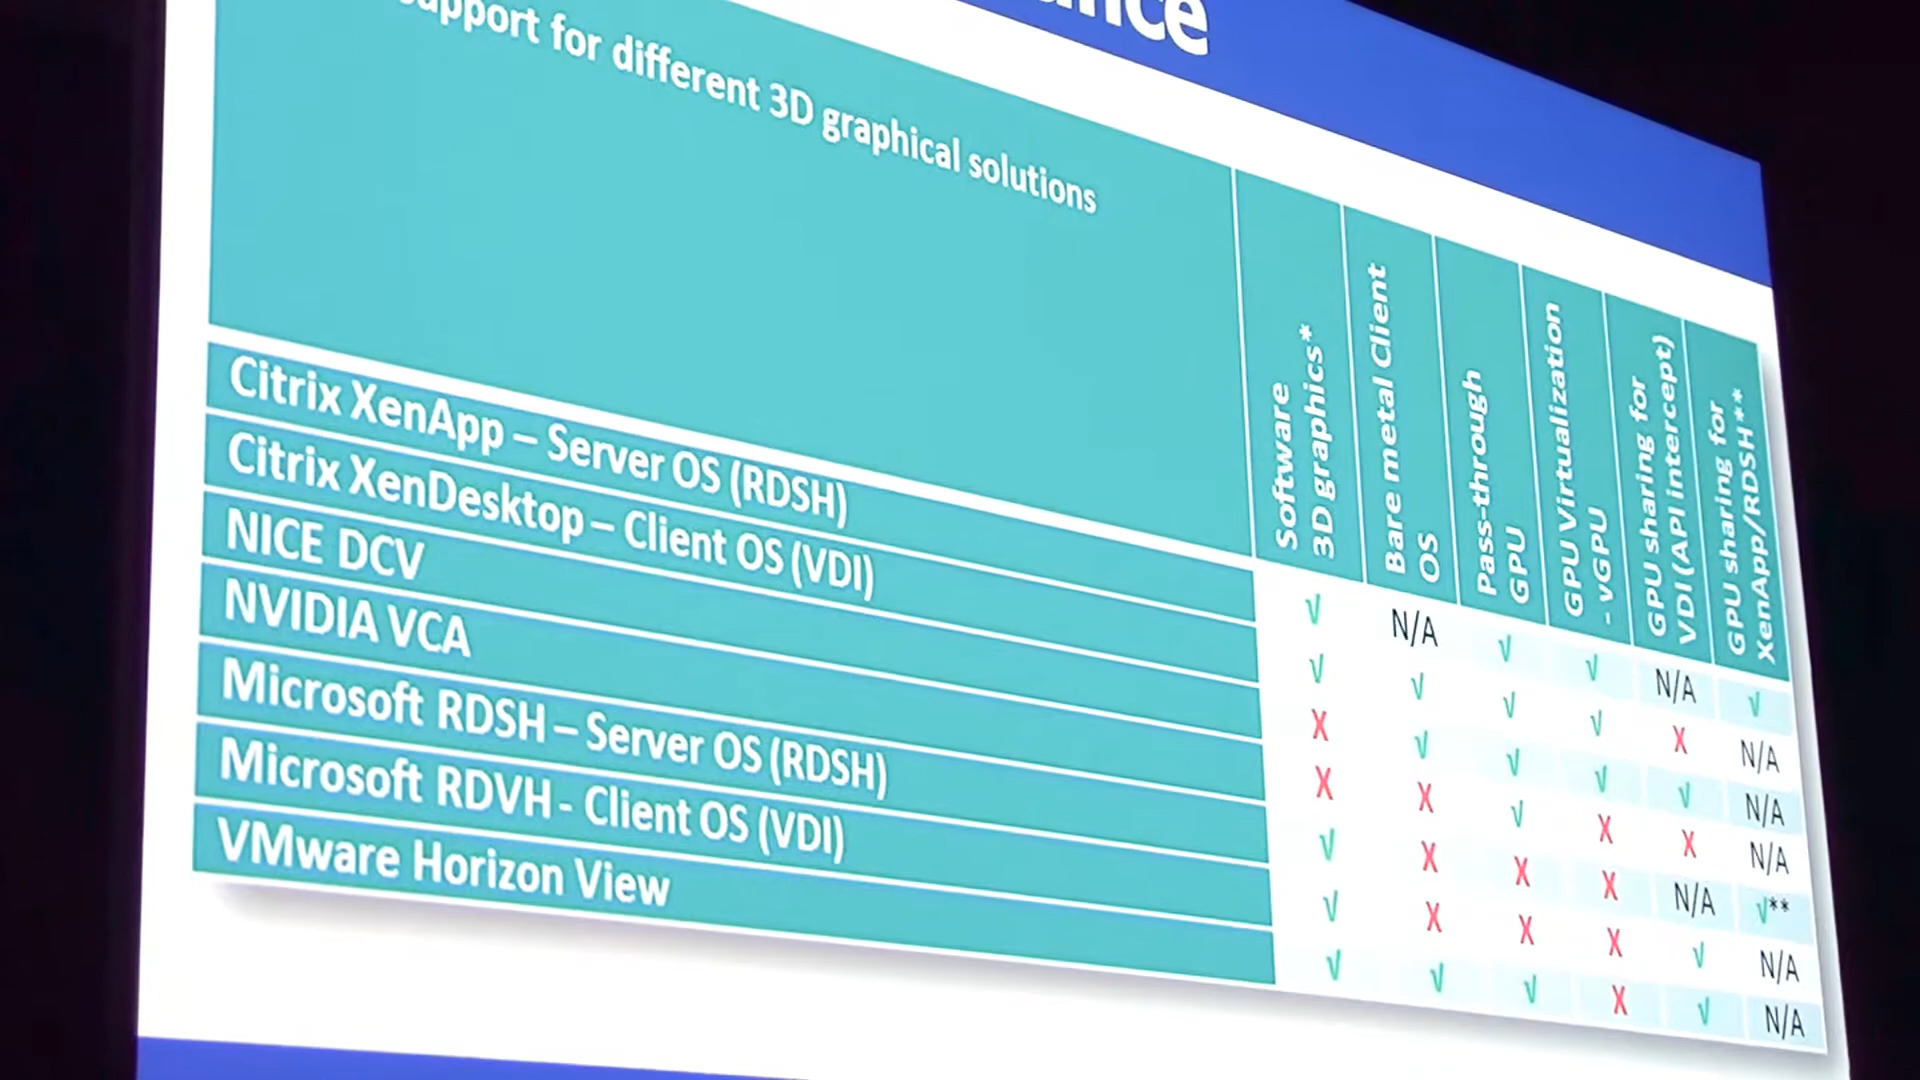 support for different 3D graphical solutions
Software
3D graphics*
Bare metal Client
OS
Pass-through
GPU
GPU Virtualization
- vGPU
GPU sharing for
VDI (API intercept)
GPU sharing for
XenApp/RDSH**
Citrix XenApp – Server OS (RDSH) √ N/A √ √ N/A √
Citrix XenDesktop – Client OS (VDI) √ √ √ √ X N/A
NICE DCV X √ √ √ √ N/A
NVIDIA VCA X X √ X X N/A
Microsoft RDSH – Server OS (RDSH) √ X X X N/A √**
Microsoft RDVH - Client OS (VDI) √ X X X √ N/A
VMware Horizon View √ √ √ X √ N/A